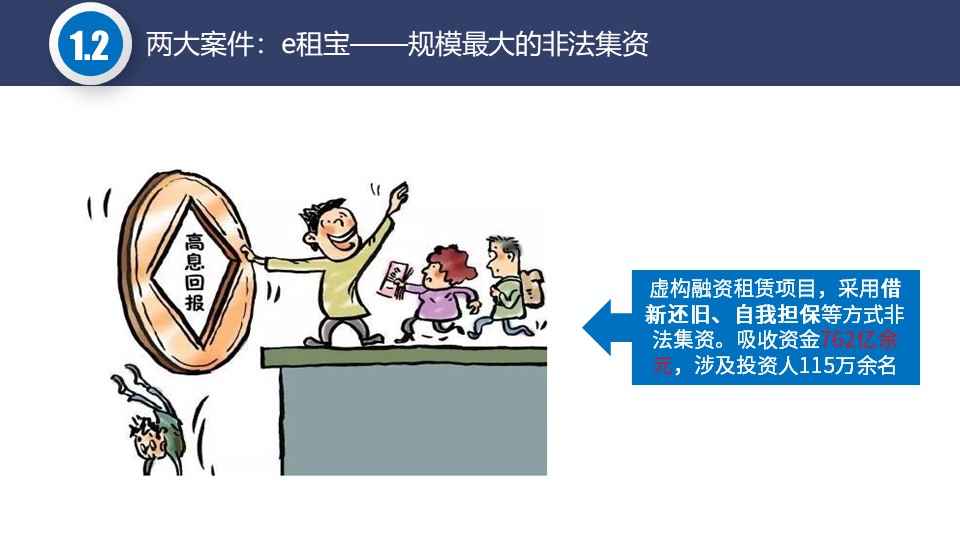 1.2
两大案件：e租宝——规模最大的非法集资
高息回报
虚构融资租赁项目，采用借
新还旧、自我担保等方式非
法集资。吸收资金762亿余
元，涉及投资人115万余名